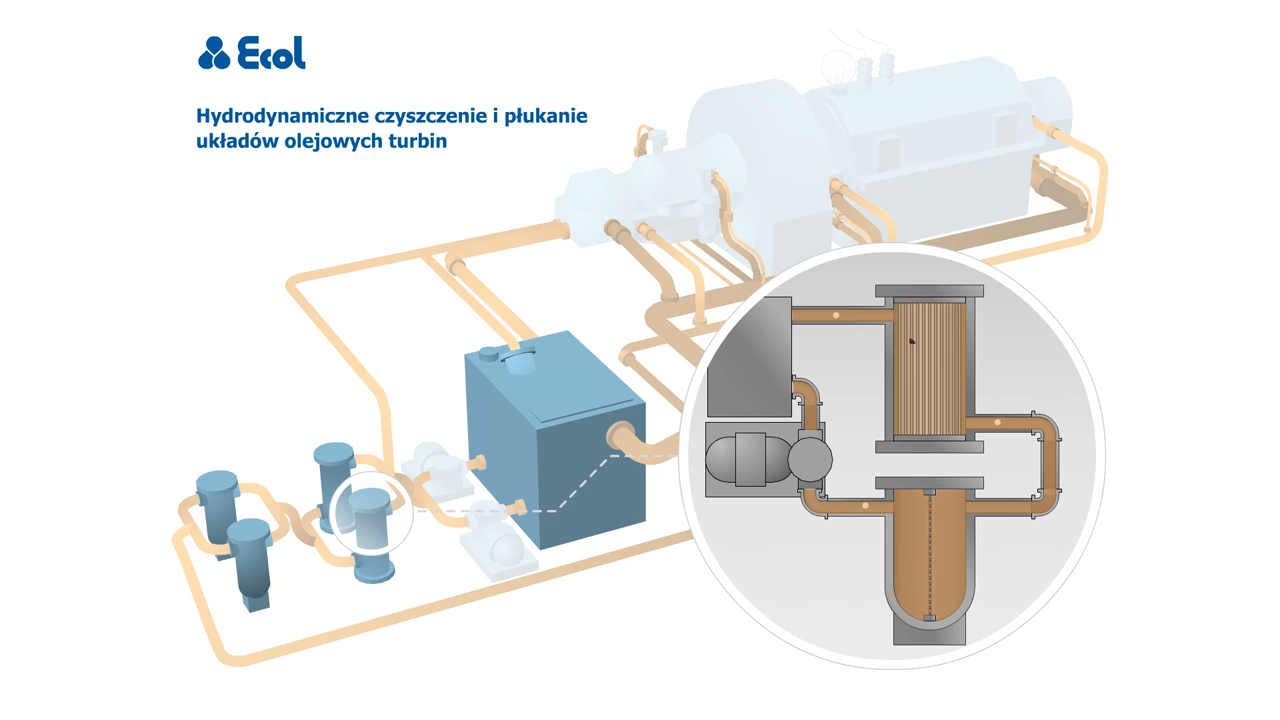 Ecol
Hydrodynamiczne czyszczenie i płukanie
układów olejowych turbin